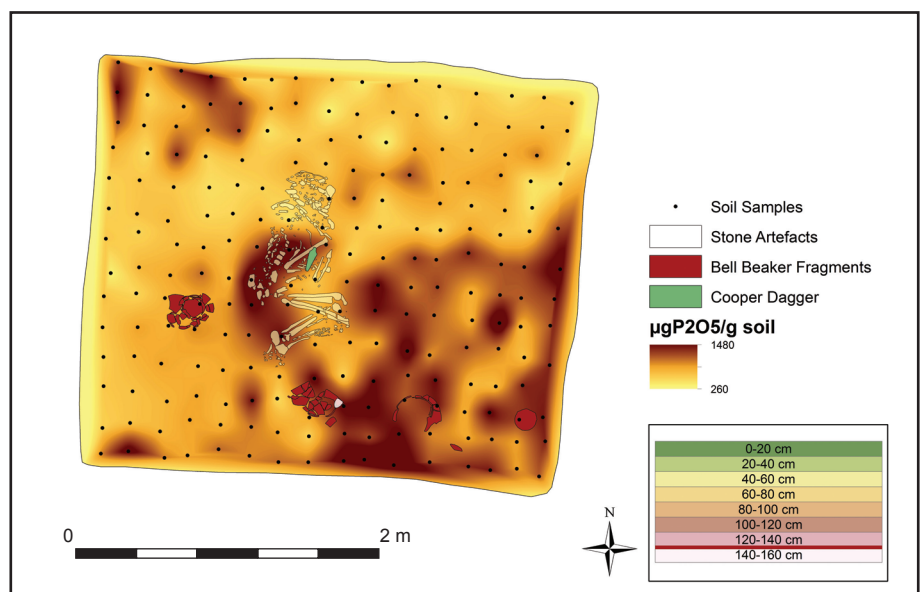 Soil Samples
Stone Artefacts
Bell Beaker Fragments
Cooper Dagger
µgP2O5/g soil
1480
260
0-20 cm
20-40 cm
40-60 cm
60-80 cm
80-100 cm
100-120 cm
120-140 cm
140-160 cm
N
0
2 m